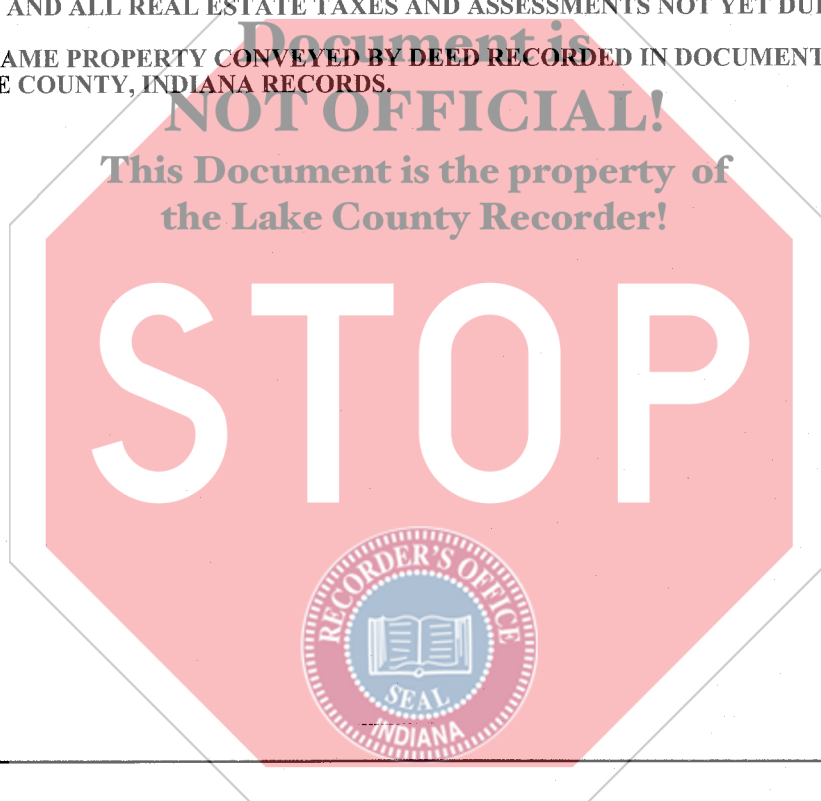 AND ALL REAL ESTATE TAXES AND ASSESSMENTS NOT YET DU
Document is
AME PROPERTY CONVEYED BY DEED RECORDED IN DOCUMENT
E COUNTY, INDIANA RECORDS.
NOT OFFICIAL!
This Document is the property of
the Lake County Recorder!
STOP
RECORDER'S OFFICE
SEAL
INDIANA